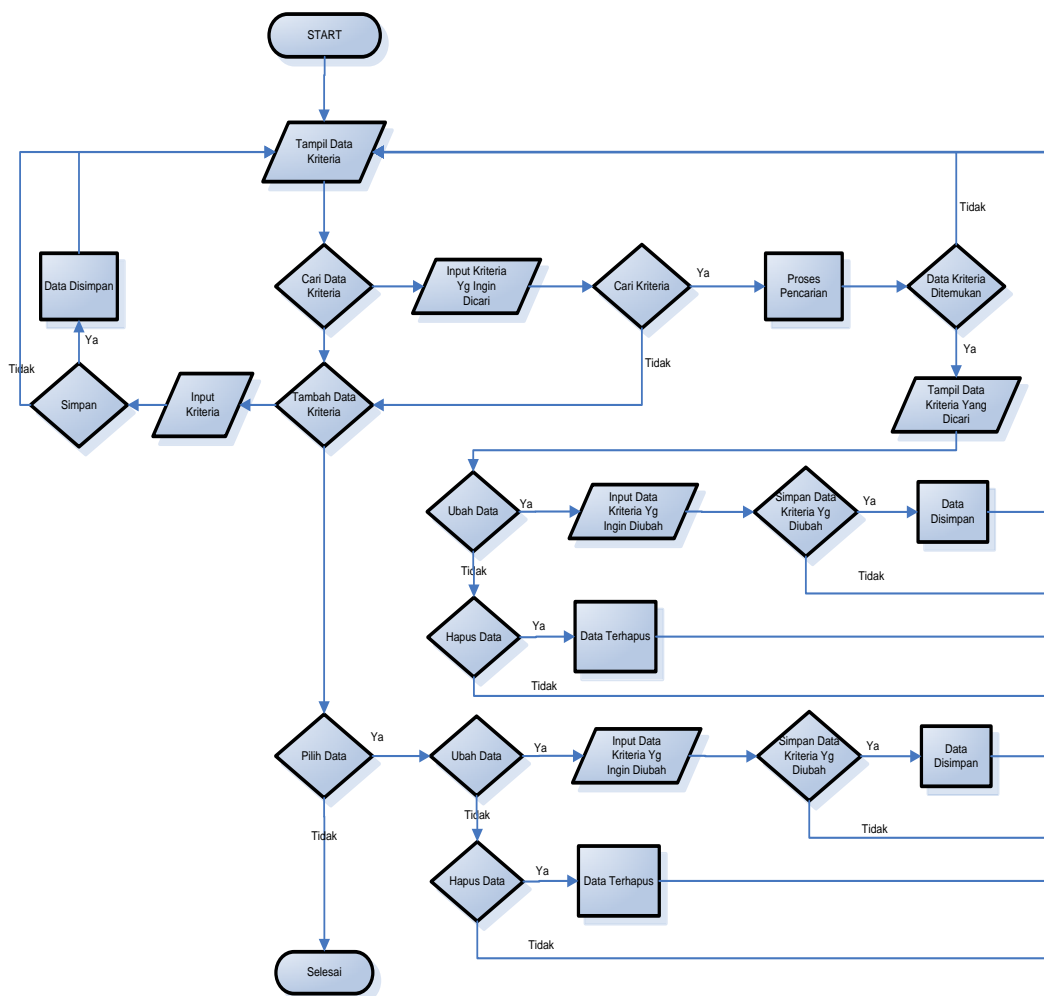 START
Tampil Data
Kriteria
Tidak
Cari Data
Kriteria
Input Kriteria
Yg Ingin
Dicari
Cari Kriteria
Ya
Proses
Pencarian
Data Kriteria
Ditemukan
Data Disimpan
Ya
Tidak
Ya
Tidak
Simpan
Input
Kriteria
Tambah Data
Kriteria
Tampil Data
Kriteria Yang
Dicari
Ubah Data
Ya
Input Data
Kriteria Yg
Ingin Diubah
Simpan Data
Kriteria Yg
Diubah
Ya
Data
Disimpan
Tidak
Tidak
Hapus Data
Ya
Data Terhapus
Tidak
Pilih Data
Ya
Ubah Data
Ya
Input Data
Kriteria Yg
Ingin Diubah
Simpan Data
Kriteria Yg
Diubah
Ya
Data
Disimpan
Tidak
Tidak
Tidak
Hapus Data
Ya
Data Terhapus
Tidak
Selesai